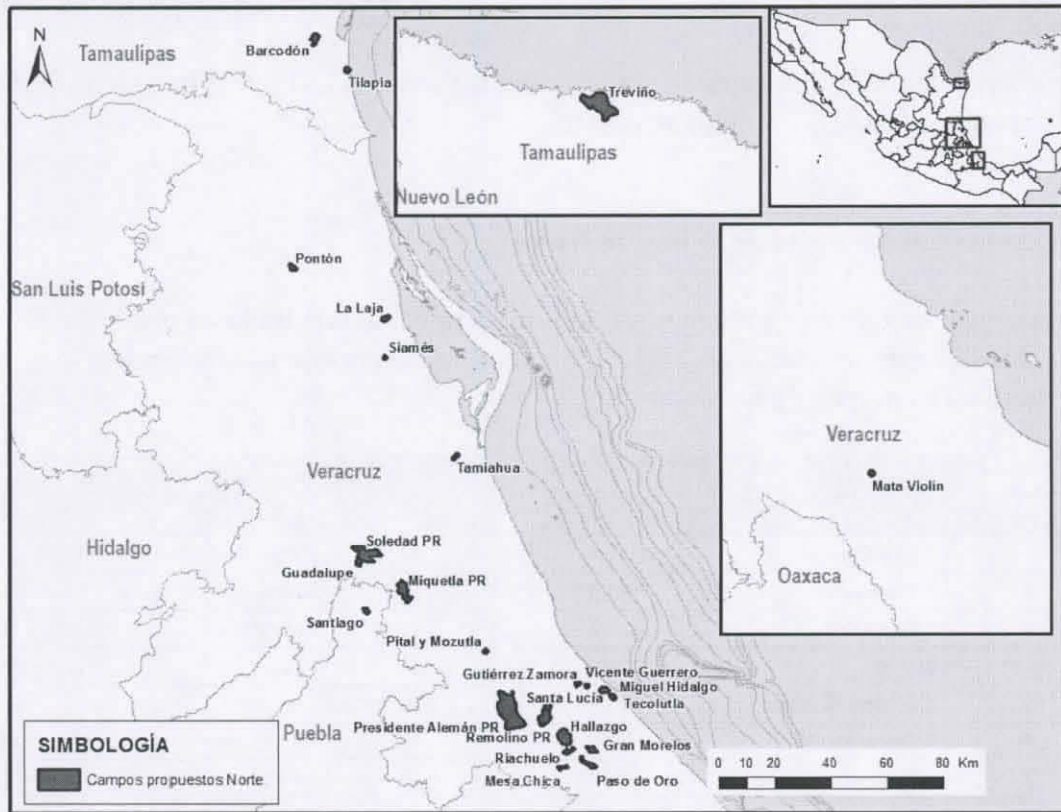 N
Tamaulipas
Barcodón
Tilapia
Treviño
Tamaulipas
Nuevo León
San Luis Potosí
Pontón
La Laja
Siamés
Tamiahua
Veracruz
Veracruz
Mata Violín
Oaxaca
Hidalgo
Soledad PR
Guadalupe
Miquetla PR
Santiago
Pital y Mozutla
Gutiérrez Zamora
Vicente Guerrero
Miguel Hidalgo
Santa Lucía
Tecolutla
Presidente Alemán PR
Remolino PR
Hallazgo
Puebla
Riachuelo
Gran Morelos
Mesa Chica
Paso de Oro
SIMBOLOGÍA
Campos propuestos Norte
0 10 20 40 60 80 Km